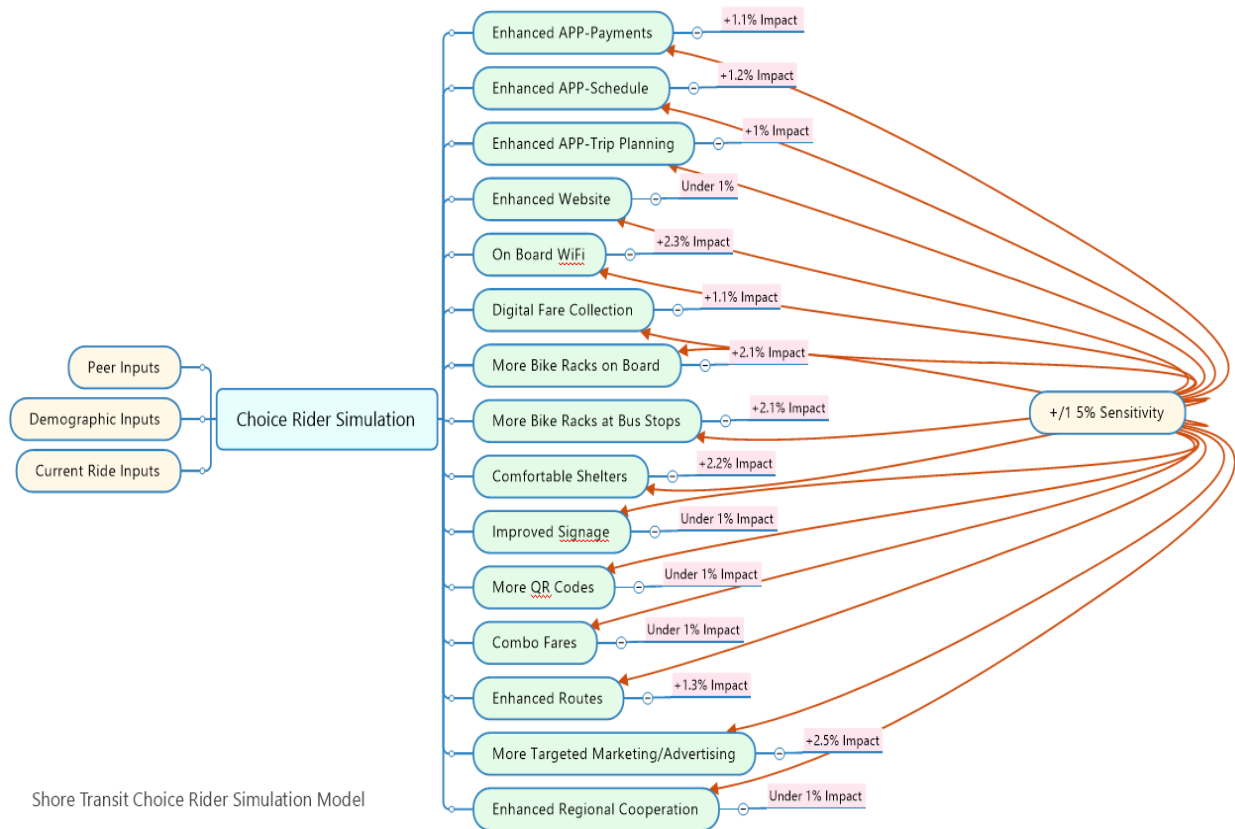 Enhanced APP-Payments
+1.1% Impact
Enhanced APP-Schedule
+1.2% Impact
Enhanced APP-Trip Planning
+1% Impact
Enhanced Website
Under 1%
On Board WiFi
+2.3% Impact
Digital Fare Collection
+1.1% Impact
More Bike Racks on Board
+2.1% Impact
More Bike Racks at Bus Stops
+2.1% Impact
Comfortable Shelters
+2.2% Impact
Improved Signage
Under 1% Impact
More QR Codes
Under 1% Impact
Combo Fares
Under 1% Impact
Enhanced Routes
+1.3% Impact
More Targeted Marketing/Advertising
+2.5% Impact
Enhanced Regional Cooperation
Under 1% Impact
Peer Inputs
Demographic Inputs
Current Ride Inputs
Choice Rider Simulation
+/1 5% Sensitivity
Shore Transit Choice Rider Simulation Model